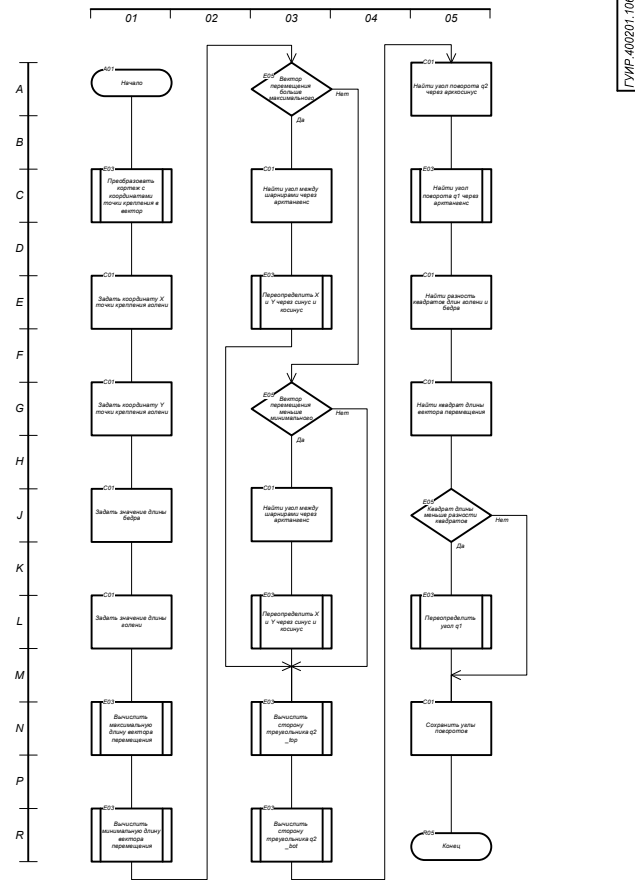 01 02 03 04 05
ГУИР.400201.106
A
B
C
D
E
F
G
H
J
K
L
M
N
P
R
A01
Начало
E03
Преобразовать
кортеж с
координатами
точки крепления в
вектор
C01
Задать координату X
точки крепления голени
C01
Задать координату Y
точки крепления голени
C01
Задать значение длины
бедра
C01
Задать значение длины
голени
E03
Вычислить
максимальную
длину вектора
перемещения
E03
Вычислить
минимальную длину
вектора
перемещения
E05
Вектор
перемещения
больше
максимального
Нет
Да
C01
Найти угол между
шарнирами через
арктангенс
E03
Переопределить X
и Y через синус и
косинус
E05
Вектор
перемещения
меньше
минимального
Нет
Да
C01
Найти угол между
шарнирами через
арктангенс
E03
Переопределить X
и Y через синус и
косинус
E03
Вычислить
сторону
треугольника q2
_top
E03
Вычислить
сторону
треугольника q2
_bot
C01
Найти угол поворота q2
через арккосинус
E03
Найти угол
поворота q1 через
арктангенс
C01
Найти разность
квадратов длин голени и
бедра
C01
Найти квадрат длины
вектора перемещения
E05
Квадрат длины
меньше разности
квадратов
Нет
Да
E03
Переопределить
угол q1
C01
Сохранить углы
поворотов
R05
Конец